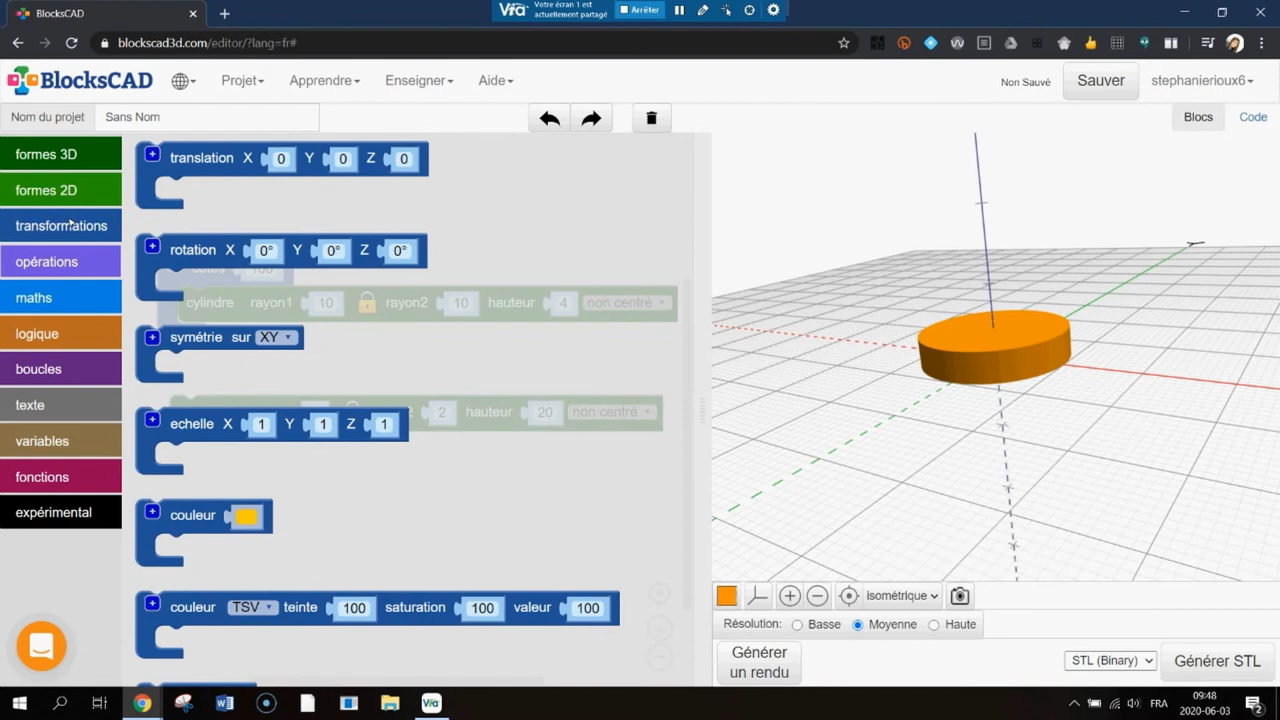 BlocksCAD
Votre écran 1 est
actuellement partagé
Arrêter
blockscad3d.com/editor/?lang=fr#
BlocksCAD
Projet
Apprendre
Enseigner
Aide
Non Sauvé
Sauver
stephanierioux6
Nom du projet
Sans Nom
Blocs
Code
formes 3D
formes 2D
transformations
opérations
maths
logique
boucles
texte
variables
fonctions
expérimental
translation X 0 Y 0 Z 0
rotation X 0° Y 0° Z 0°
cotés 100
cylindre rayon1 10 rayon2 10 hauteur 4 non centré
symétrie sur XY
2 2 hauteur 20 non centré
echelle X 1 Y 1 Z 1
couleur
couleur TSV teinte 100 saturation 100 valeur 100
isométrique
Résolution: Basse Moyenne Haute
Générer
un rendu
STL (Binary)
Générer STL
FRA
09:48
2020-06-03
2